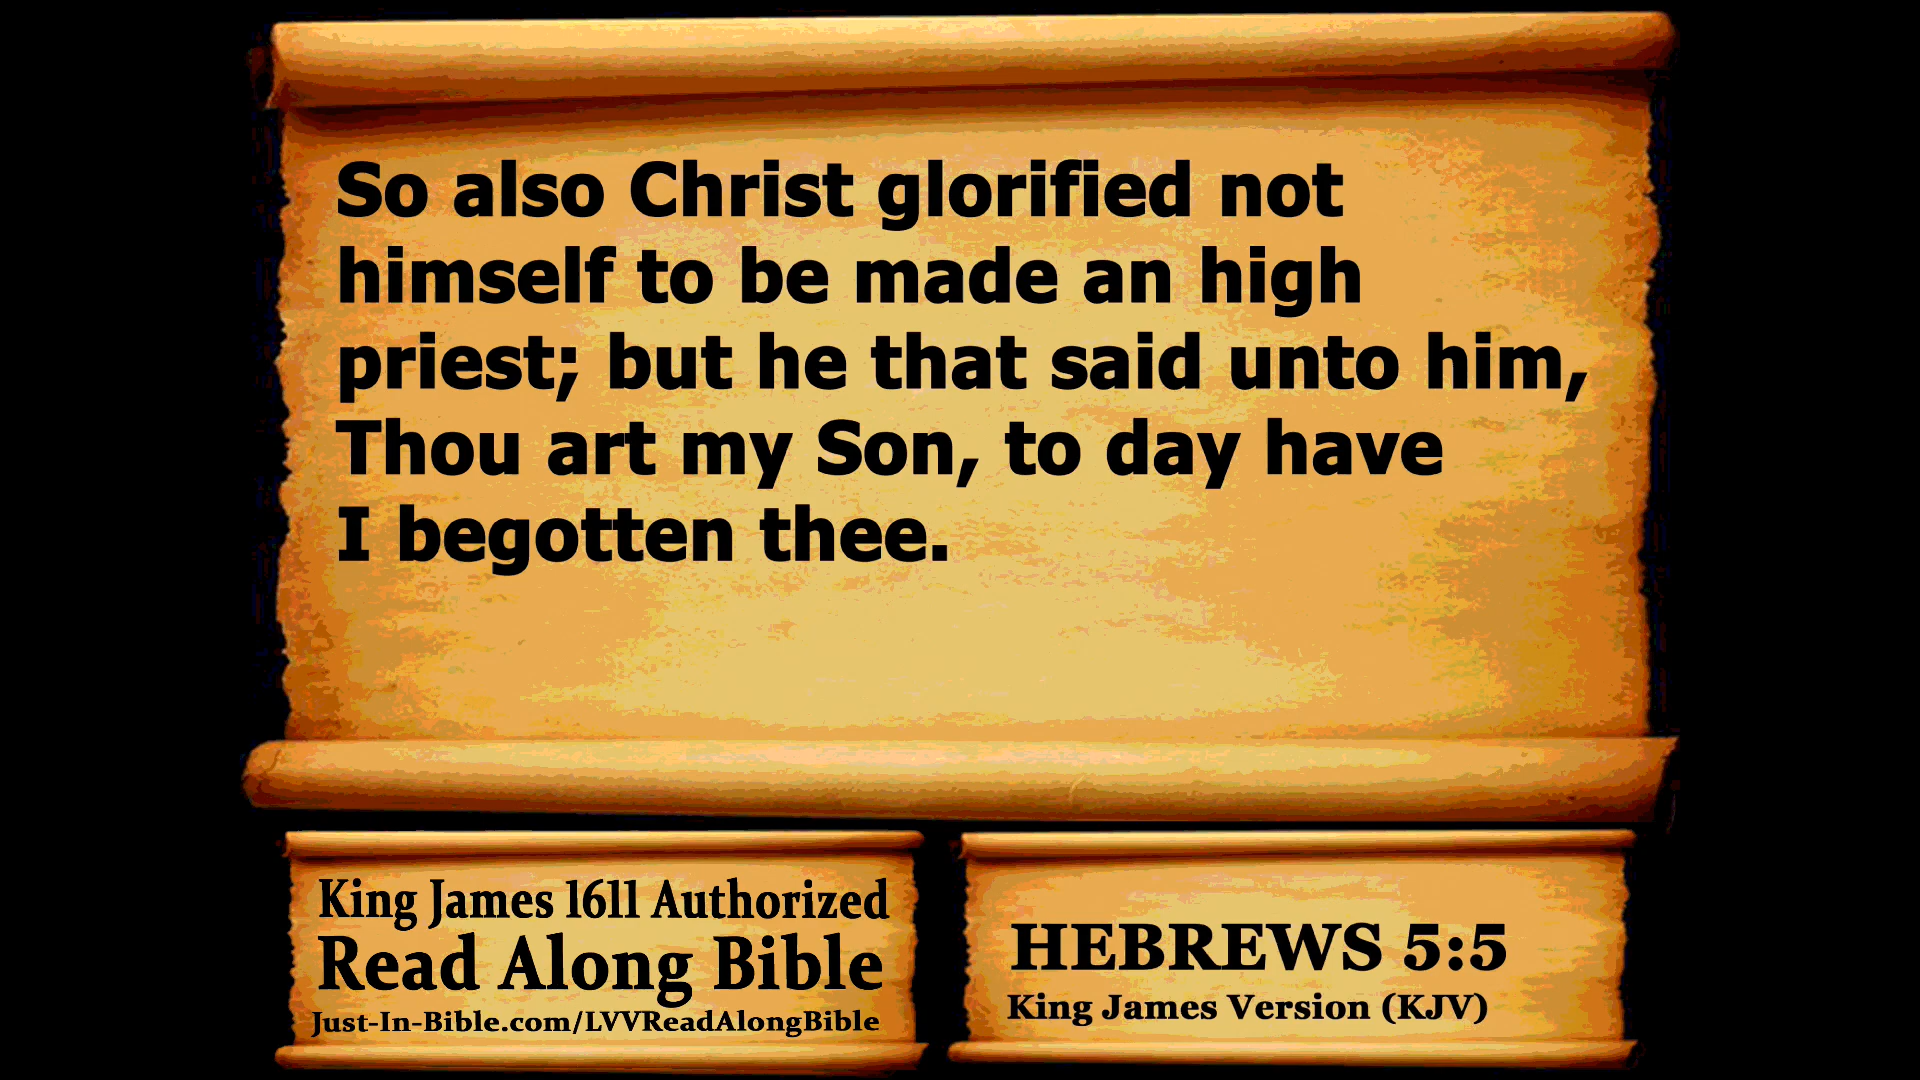 So also Christ glorified not
himself to be made an high
priest; but he that said unto him,
Thou art my Son, to day have
I begotten thee.
King James 1611 Authorized
Read Along Bible
Just-In-Bible.com/LVVReadAlongBible
HEBREWS 5:5
King James Version (KJV)